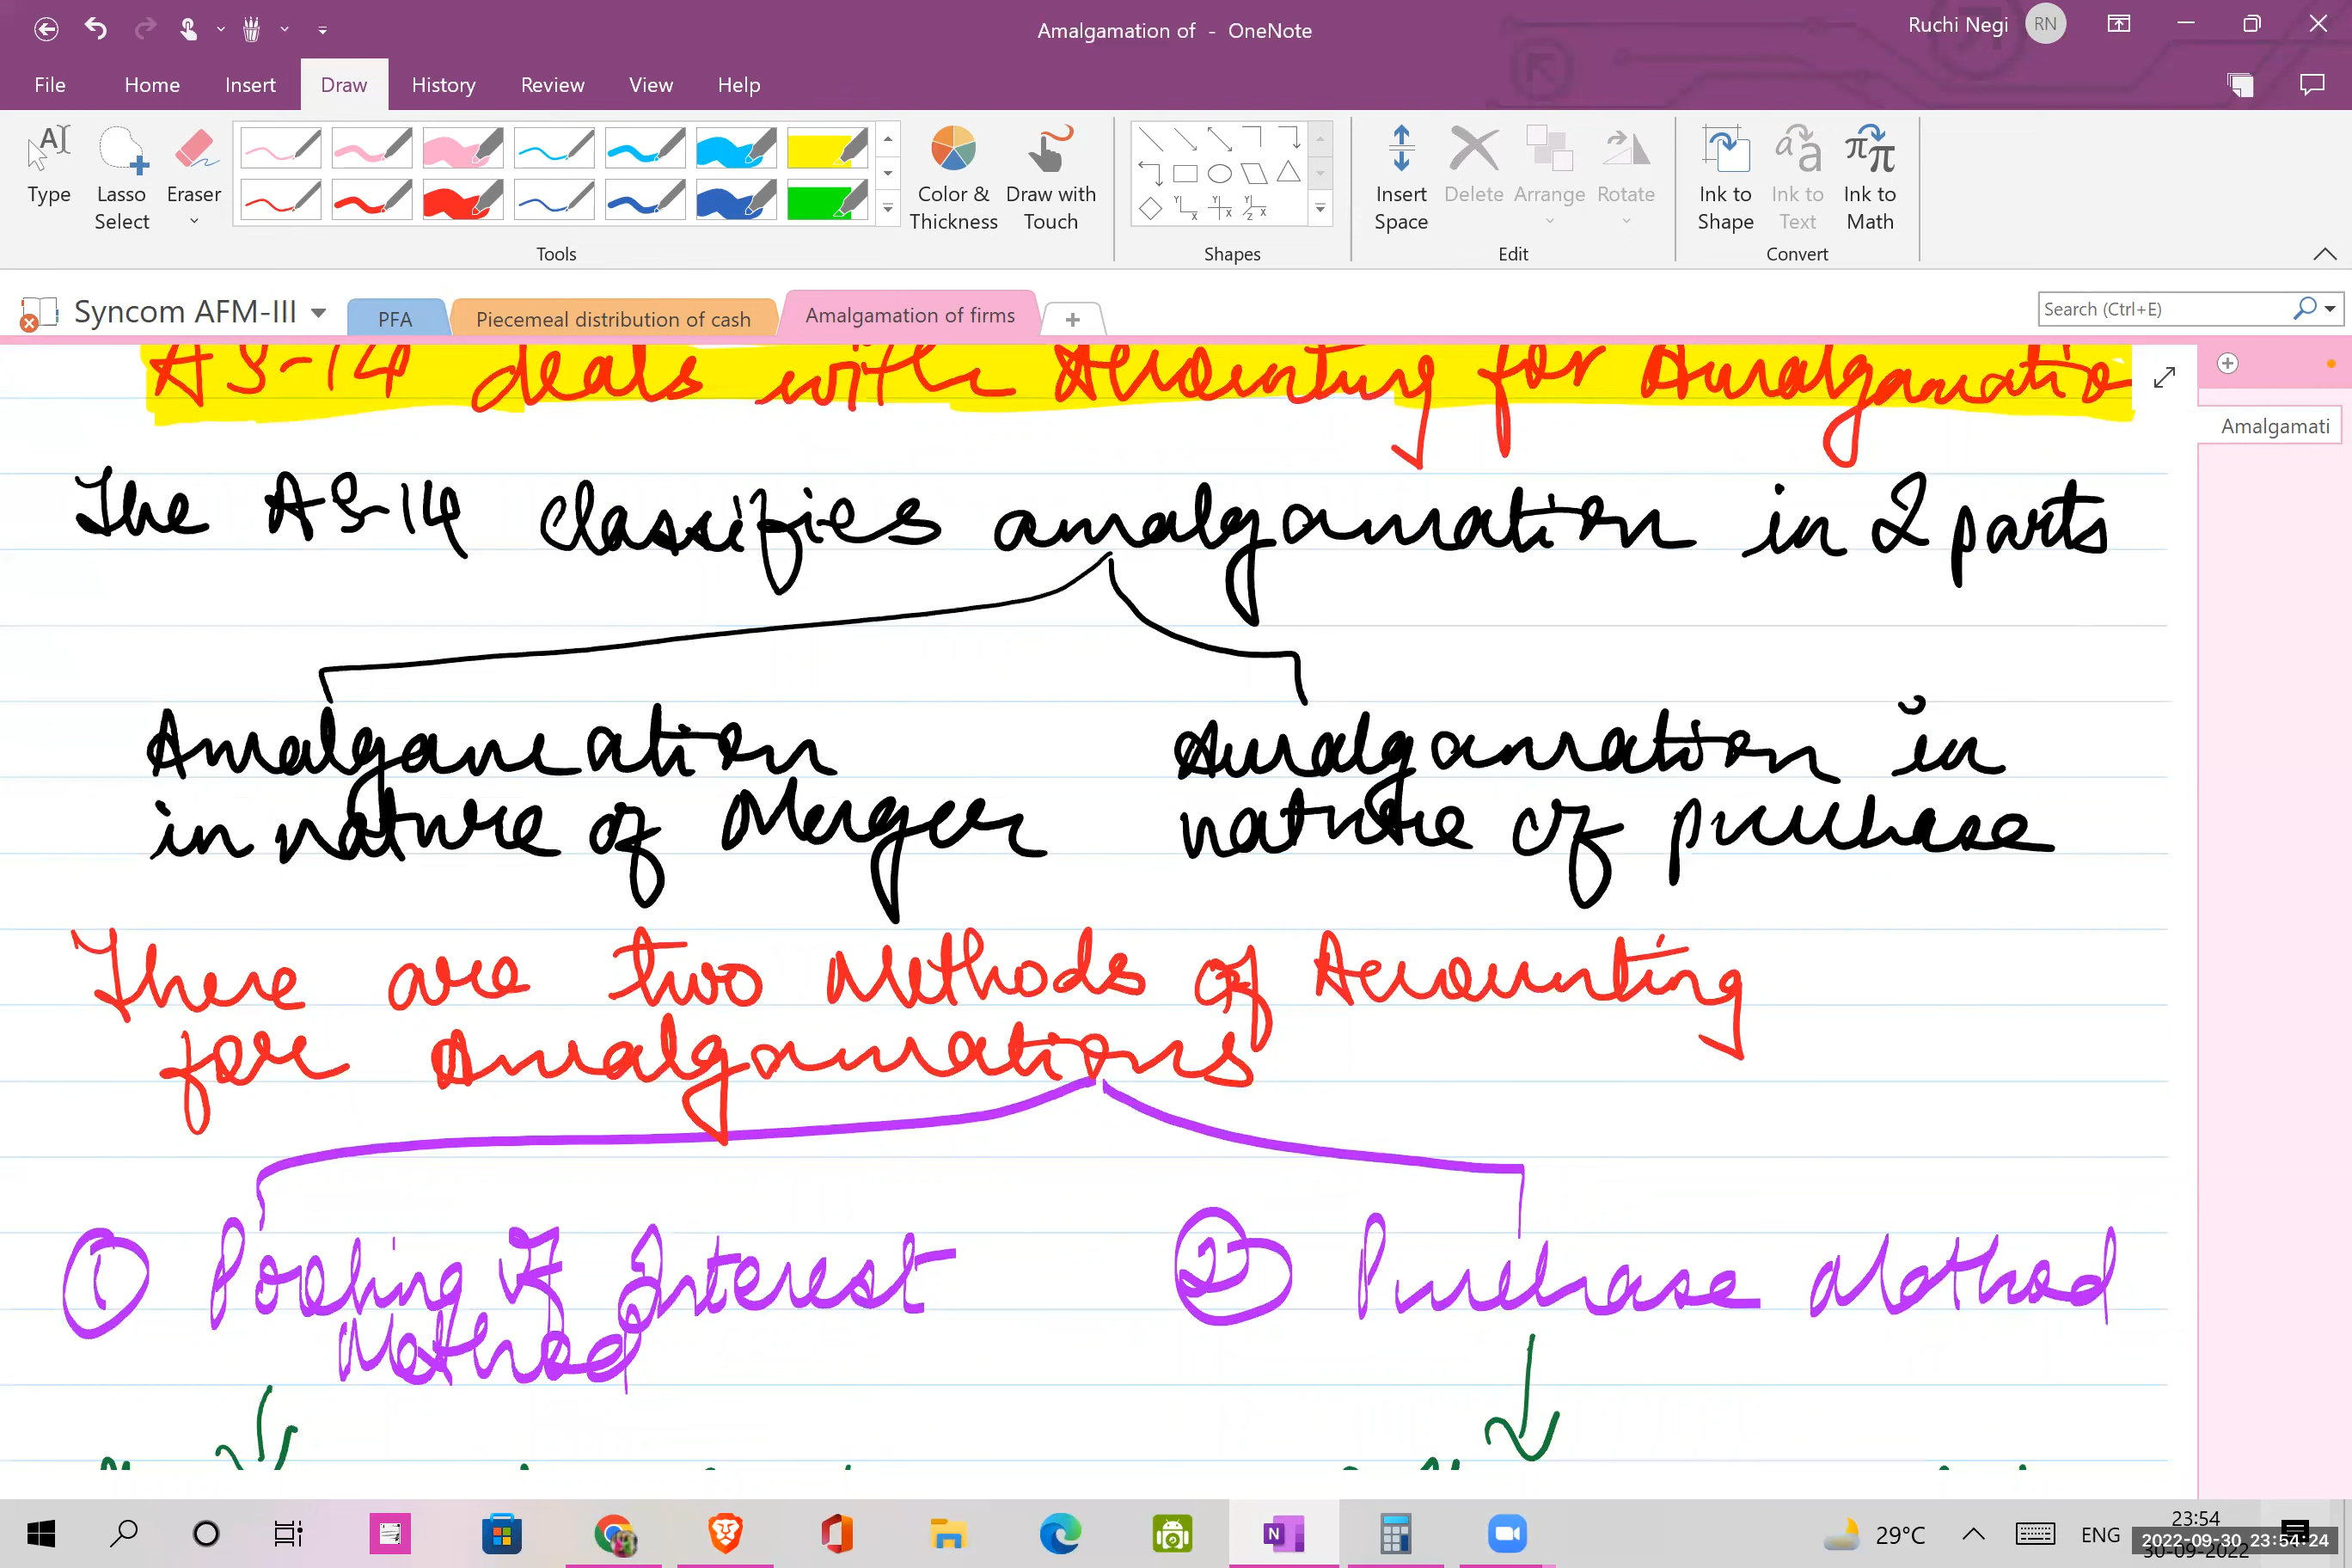 Amalgamation of - OneNote
Ruchi Negi RN
File Home Insert Draw History Review View Help
Type Lasso Select Eraser Color & Thickness Draw with Touch Insert Space Delete Arrange Rotate Ink to Shape Ink to Text Ink to Math
Tools Shapes Edit Convert
Syncom AFM-III PFA Piecemeal distribution of cash Amalgamation of firms + Search (Ctrl+E)
AS-14 deals with Accounting for Amalgamatio
Amalgamati
The AS-14 classifies amalgamation in 2 parts
Amalgamation Amalgamation in
in nature of Merger nature of purchase
There are two Methods of Accounting
for Amalgamations
① Pooling of Interest ② Purchase Method
Method
29°C ENG 23:54
2022-09-30 23:54:24
30-09-2022